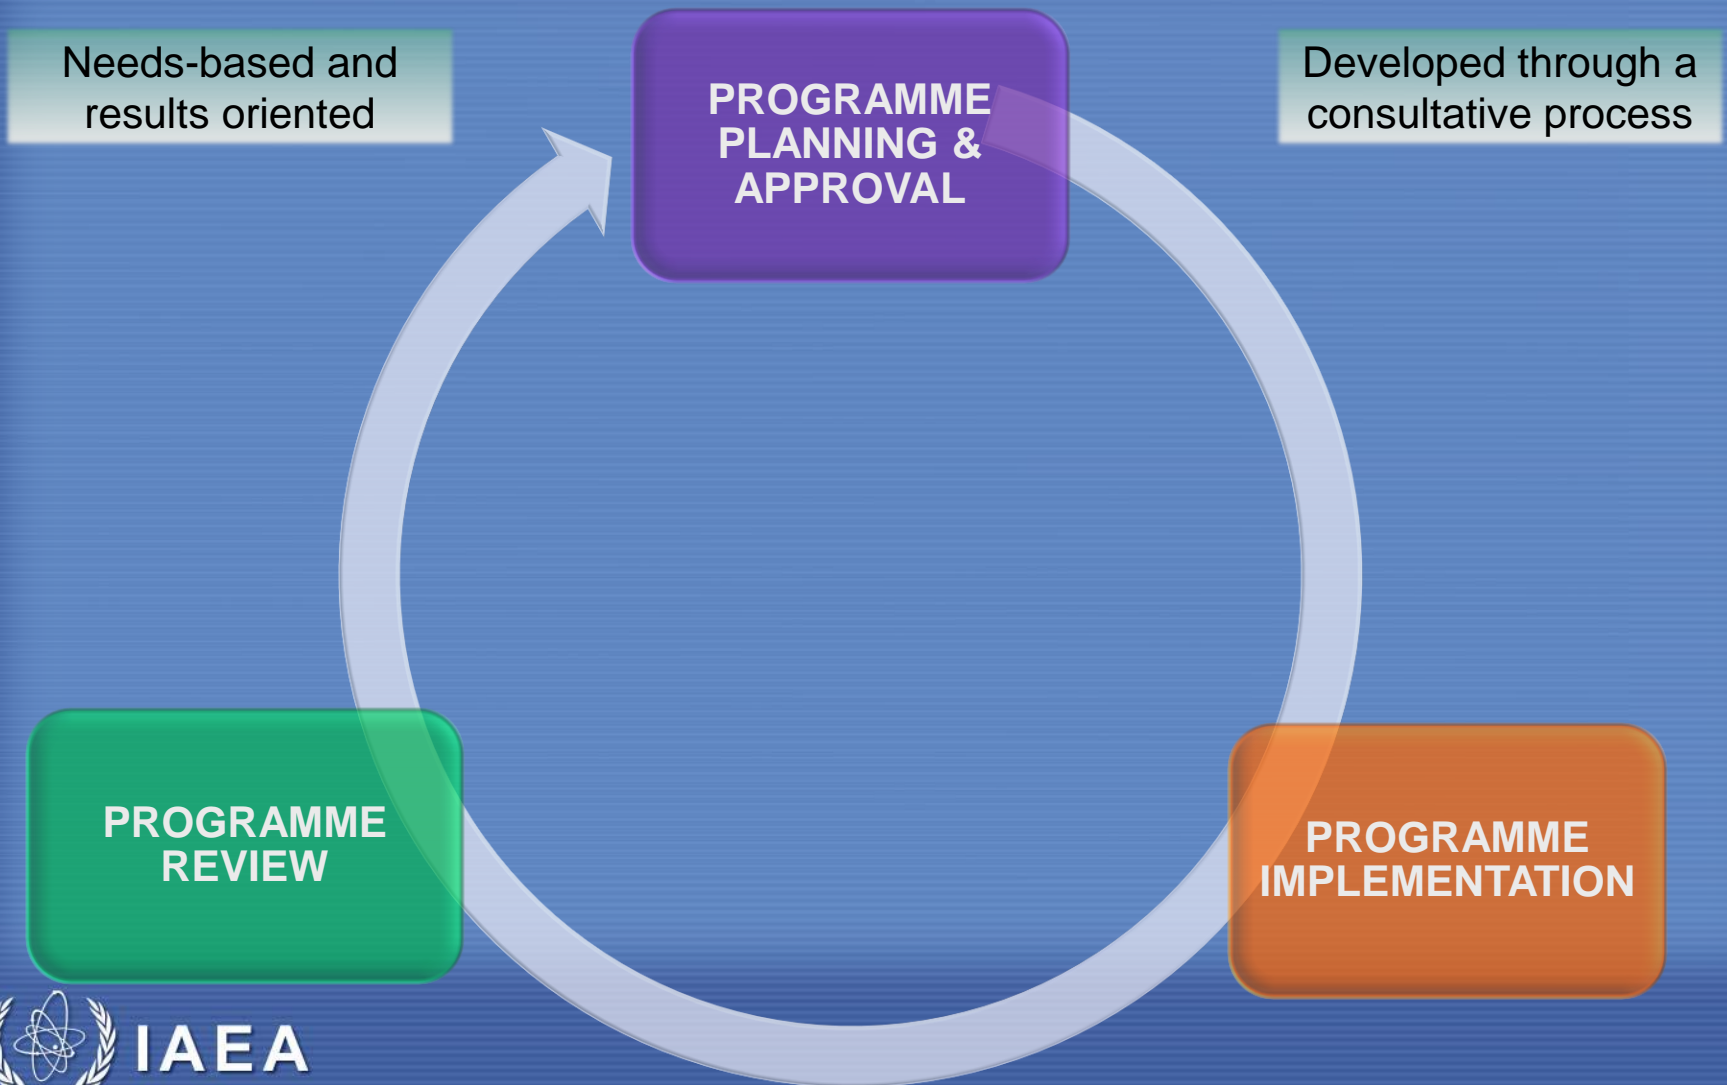 Needs-based and
results oriented
PROGRAMME
PLANNING &
APPROVAL
Developed through a
consultative process
PROGRAMME
REVIEW
PROGRAMME
IMPLEMENTATION
IAEA